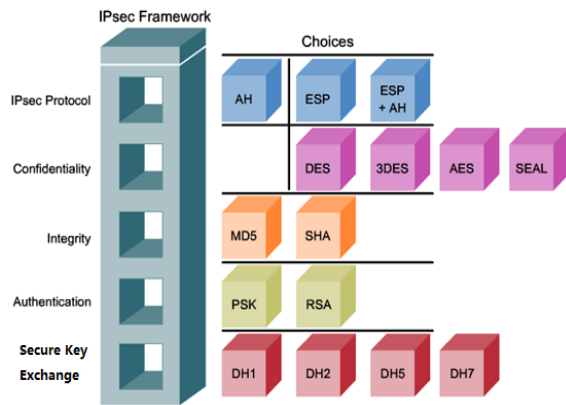 IPsec Framework
Choices
IPsec Protocol
AH
ESP
ESP
+ AH
Confidentiality
DES
3DES
AES
SEAL
Integrity
MD5
SHA
Authentication
PSK
RSA
Secure Key
Exchange
DH1
DH2
DH5
DH7